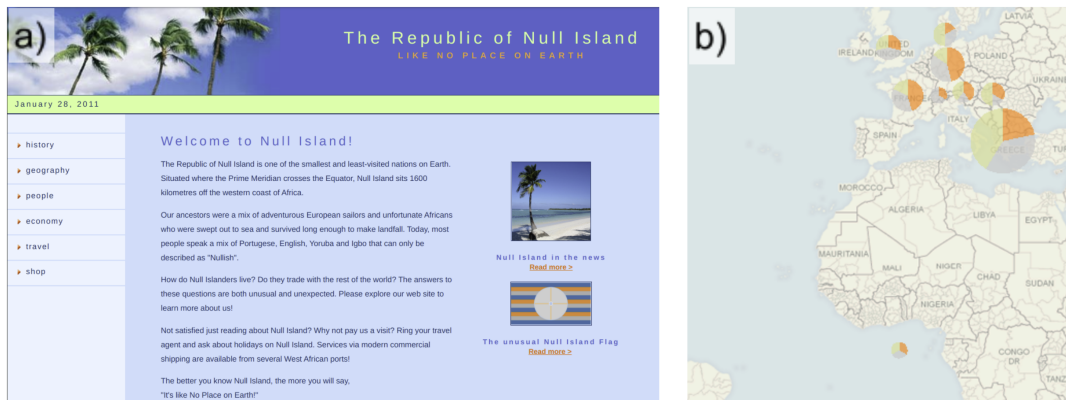 a)
The Republic of Null Island
LIKE NO PLACE ON EARTH
January 28, 2011
history
geography
people
economy
travel
shop
Welcome to Null Island!
The Republic of Null Island is one of the smallest and least-visited nations on Earth.
Situated where the Prime Meridian crosses the Equator, Null Island sits 1600
kilometres off the western coast of Africa.
Our ancestors were a mix of adventurous European sailors and unfortunate Africans
who were swept out to sea and survived long enough to make landfall. Today, most
people speak a mix of Portugese, English, Yoruba and Igbo that can only be
described as "Nullish".
How do Null Islanders live? Do they trade with the rest of the world? The answers to
these questions are both unusual and unexpected. Please explore our web site to
learn more about us!
Not satisfied just reading about Null Island? Why not pay us a visit? Ring your travel
agent and ask about holidays on Null Island. Services via modern commercial
shipping are available from several West African ports!
The better you know Null Island, the more you will say,
"It's like No Place on Earth!"
Null Island in the news
Read more >
The unusual Null Island Flag
Read more >
b)
LATVIA
UNITED
IRELAND KINGDOM
POLAND
UKRAINE
FRANCE
ITALY
SPAIN
GREECE
TUR
MOROCCO
ALGERIA
LIBYA
EGYPT
MAURITANIA
MALI
NIGER
CHAD
SUDAN
NIGERIA
CONGO
DR
TANZ